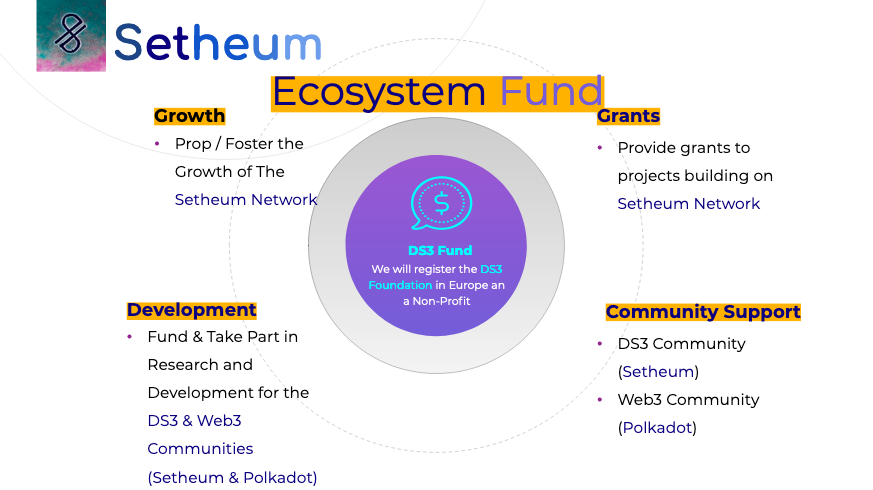 Setheum
Ecosystem Fund
Growth
• Prop / Foster the
Growth of The
Setheum Network
Grants
• Provide grants to
projects building on
Setheum Network
DS3 Fund
We will register the DS3
Foundation in Europe an
a Non-Profit
Development
• Fund & Take Part in
Research and
Development for the
DS3 & Web3
Communities
(Setheum & Polkadot)
Community Support
• DS3 Community
(Setheum)
• Web3 Community
(Polkadot)